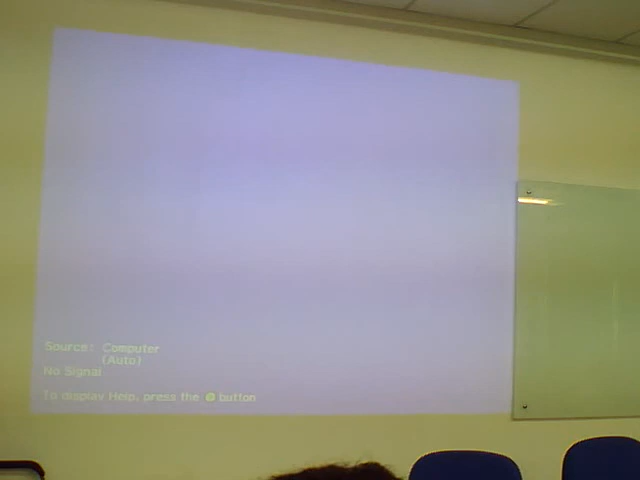 Source: Computer
(Auto)
No Signal
To display Help, press the button